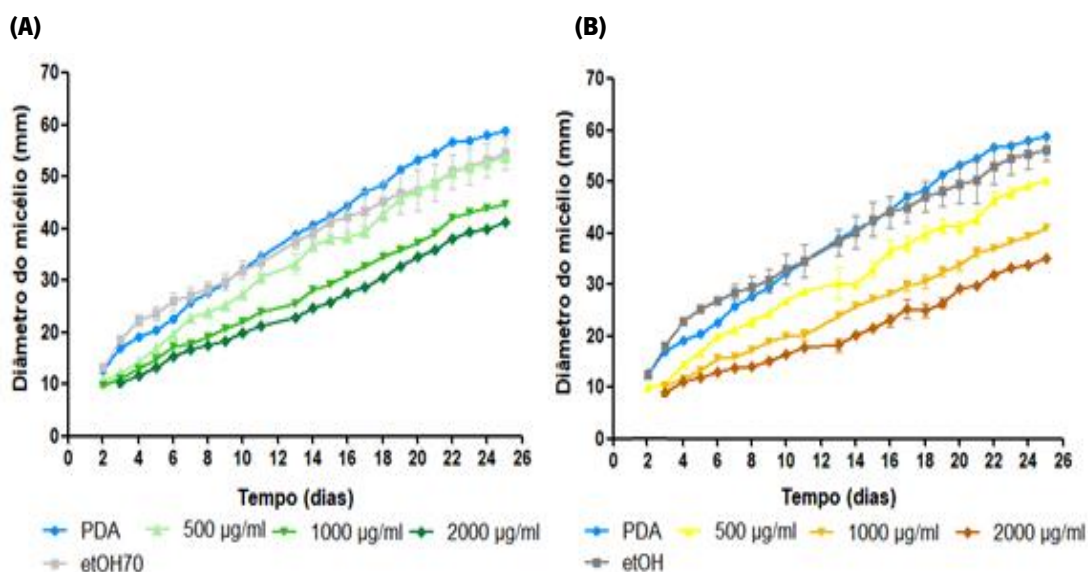 (A)
Diâmetro do micélio (mm)
70
60
50
40
30
20
10
0
0 2 4 6 8 10 12 14 16 18 20 22 24 26
Tempo (dias)
PDA 500 µg/ml 1000 µg/ml 2000 µg/ml
etOH70
(B)
Diâmetro do micélio (mm)
70
60
50
40
30
20
10
0
0 2 4 6 8 10 12 14 16 18 20 22 24 26
Tempo (dias)
PDA 500 µg/ml 1000 µg/ml 2000 µg/ml
etOH